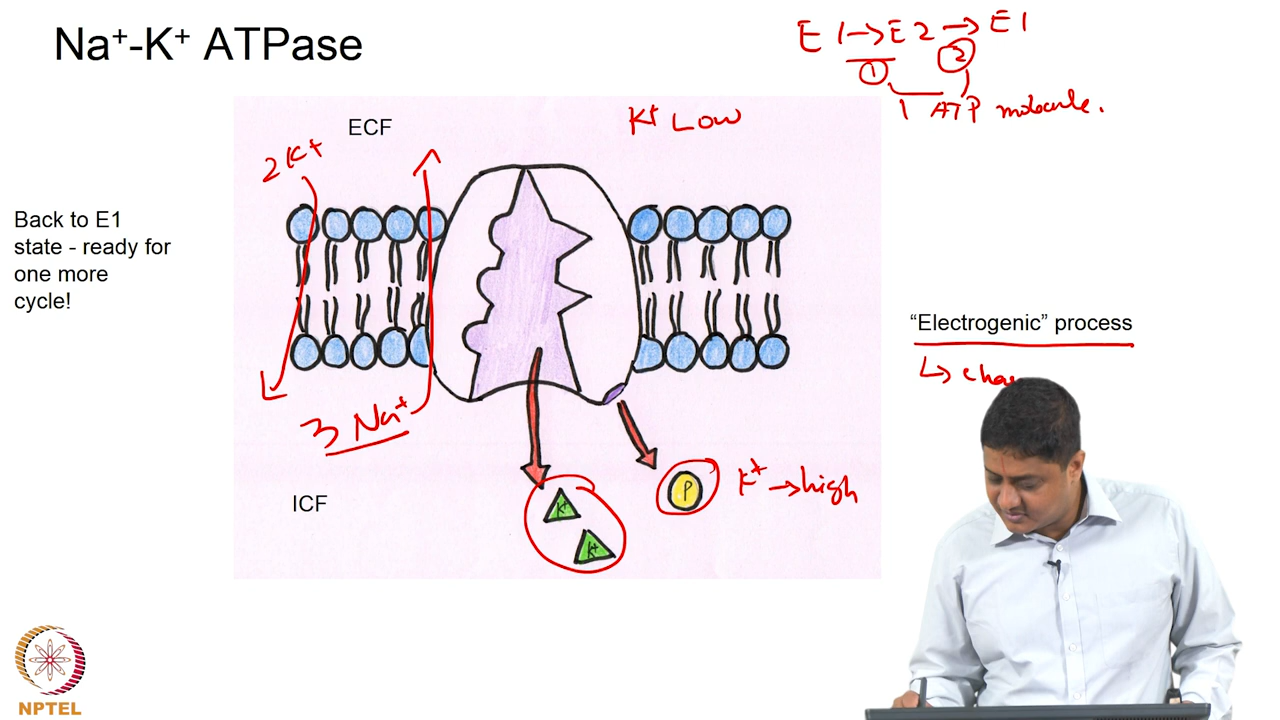 Na⁺-K⁺ ATPase
E1→E2→E1
① ②
1 ATP molecule.
ECF
K⁺ Low
2K⁺
Back to E1
state - ready for
one more
cycle!
“Electrogenic” process
3 Na⁺
ICF
K⁺
K⁺
P
K⁺ → high
NPTEL